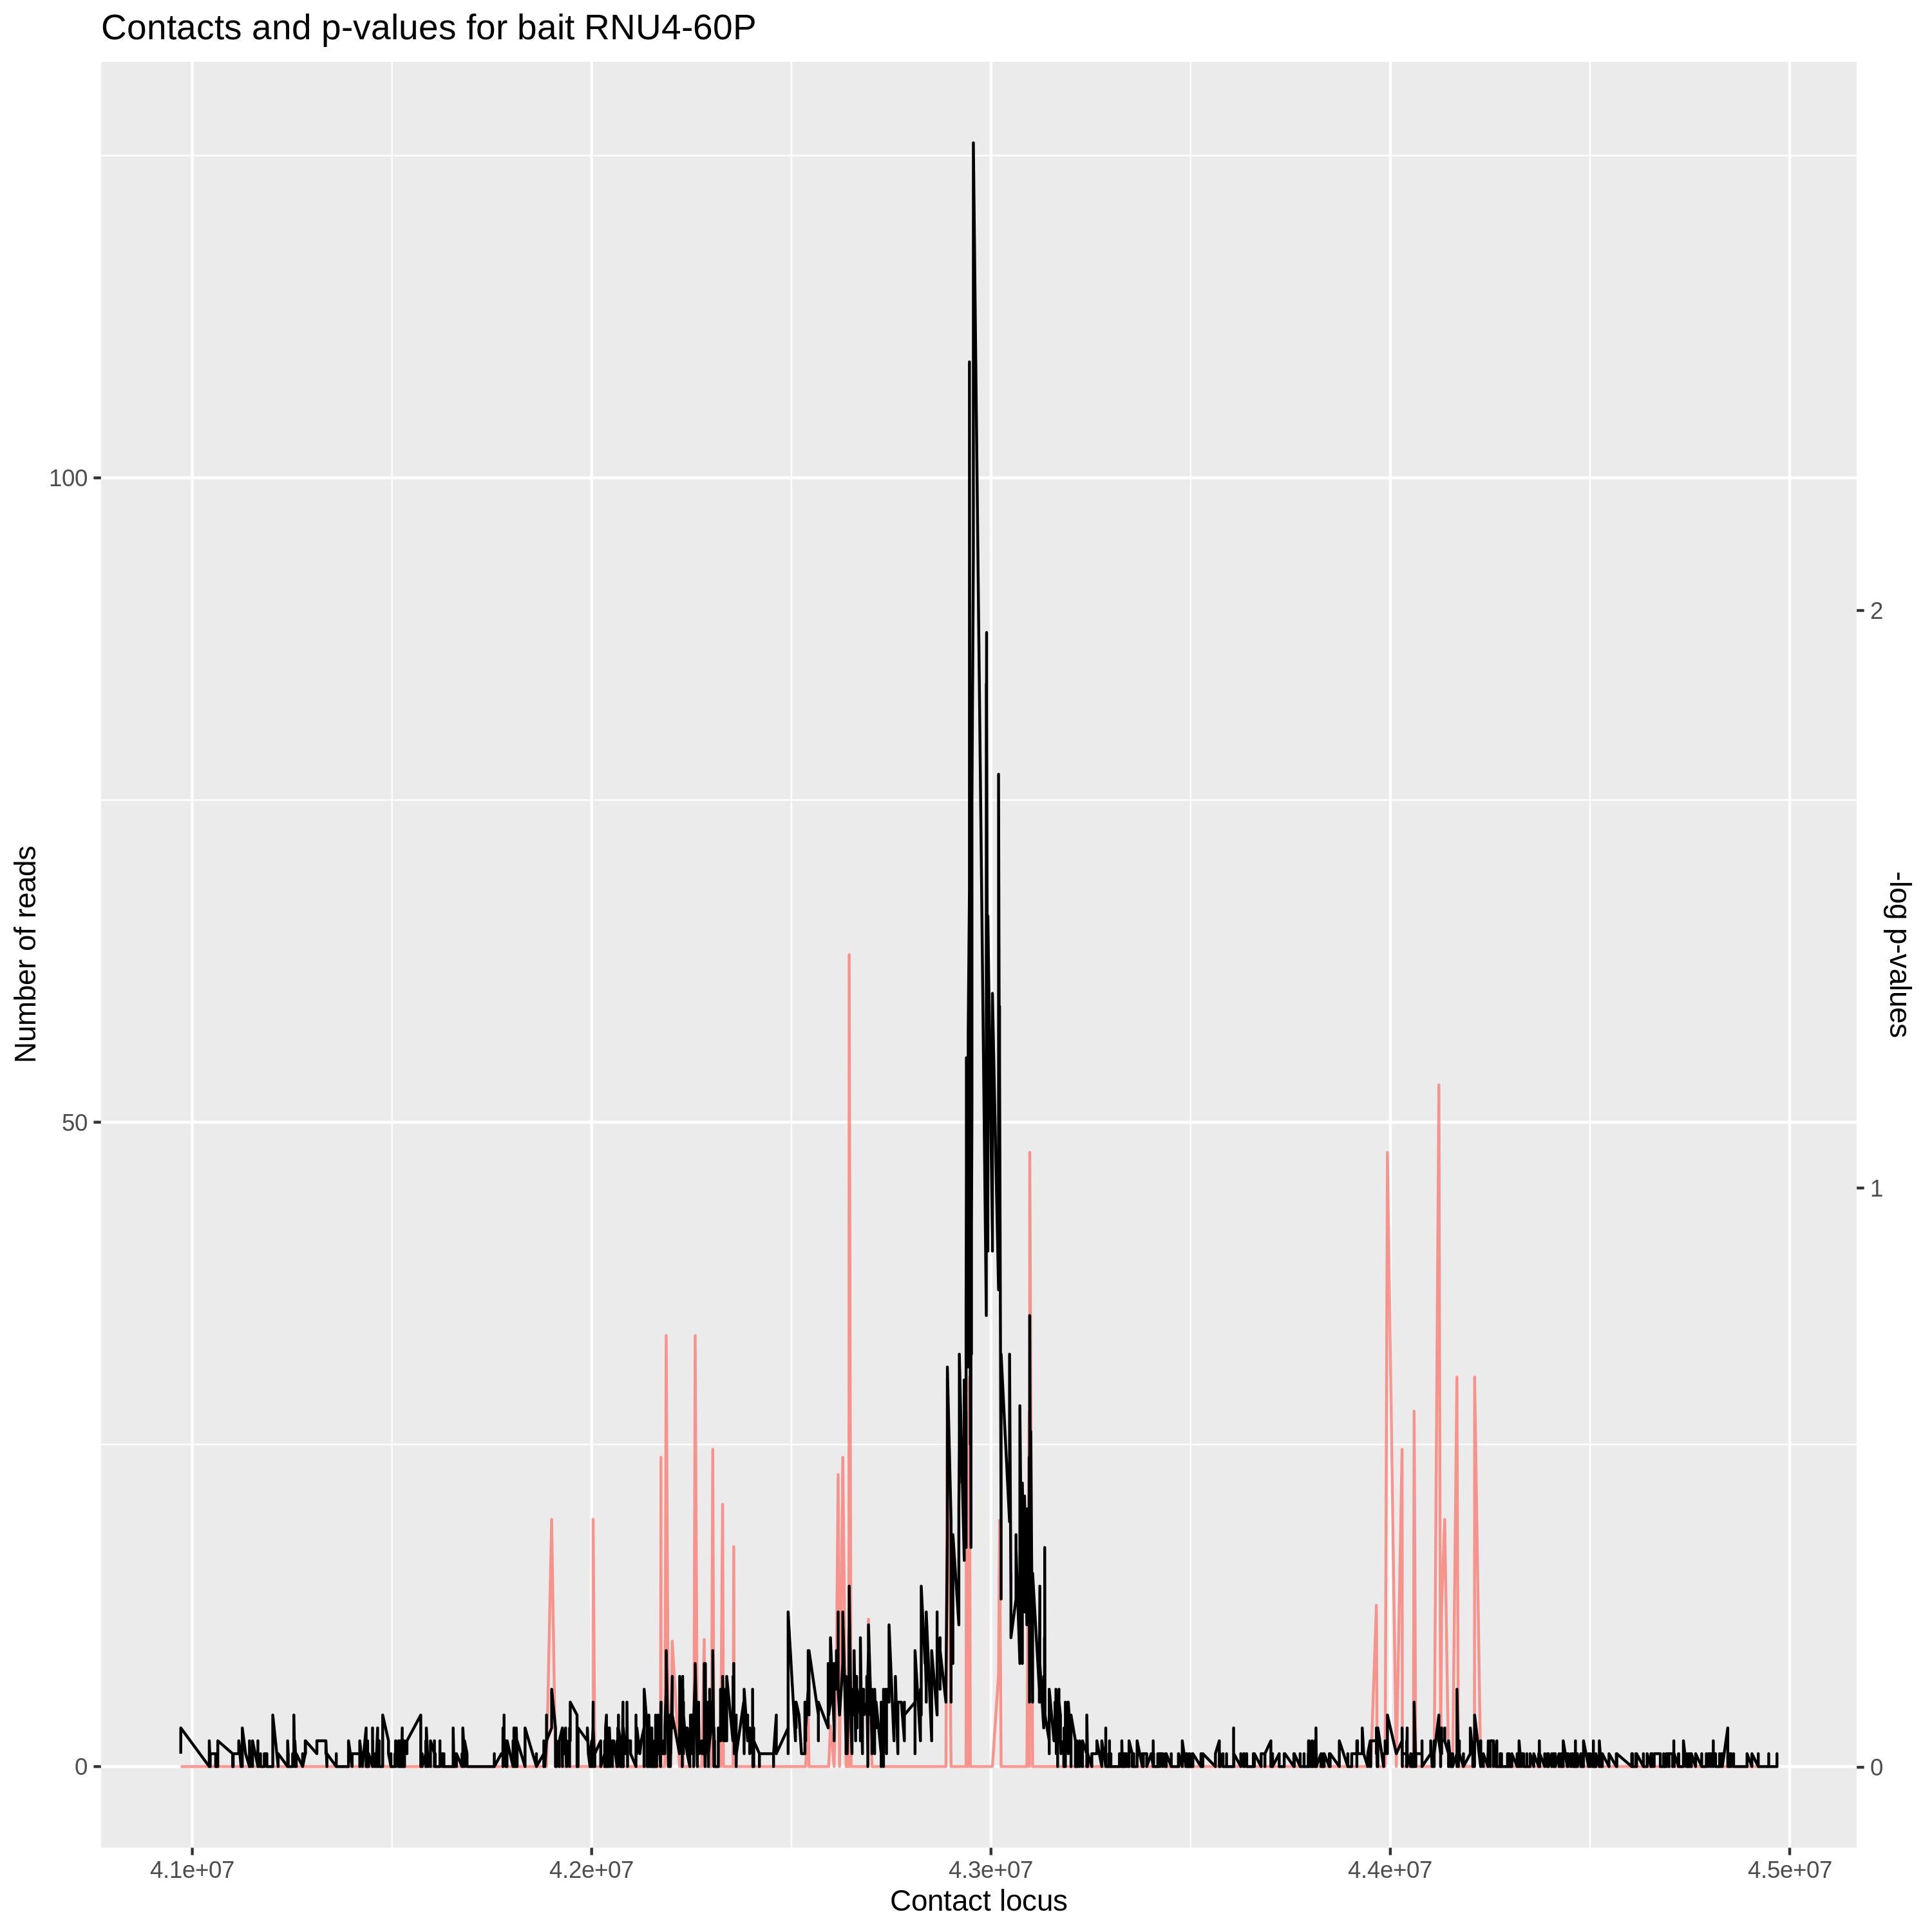 Contacts and p-values for bait RNU4-60P
Number of reads
100
50
0
2
1
0
-log p-values
4.1e+07 4.2e+07 4.3e+07 4.4e+07 4.5e+07
Contact locus